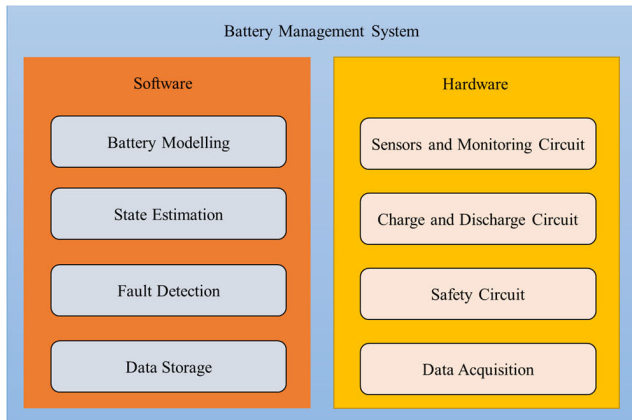 Battery Management System
Software
Battery Modelling
State Estimation
Fault Detection
Data Storage
Hardware
Sensors and Monitoring Circuit
Charge and Discharge Circuit
Safety Circuit
Data Acquisition